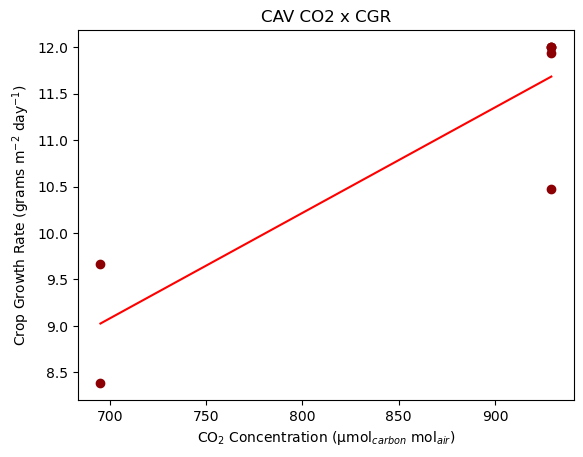 CAV CO2 x CGR
12.0
11.5
11.0
10.5
10.0
9.5
9.0
8.5
Crop Growth Rate (grams m⁻² day⁻¹)
700 750 800 850 900
CO₂ Concentration (μmol_carbon mol_air)